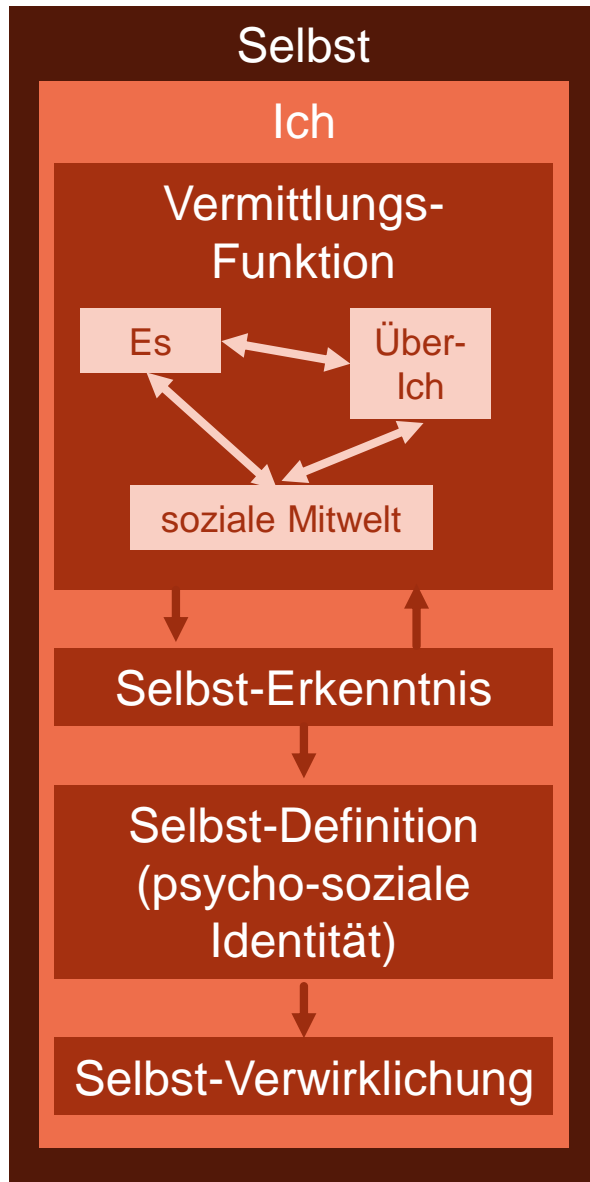 Selbst
Ich
Vermittlungs-
Funktion
Es
Über-
Ich
soziale Mitwelt
Selbst-Erkenntnis
Selbst-Definition
(psycho-soziale
Identität)
Selbst-Verwirklichung